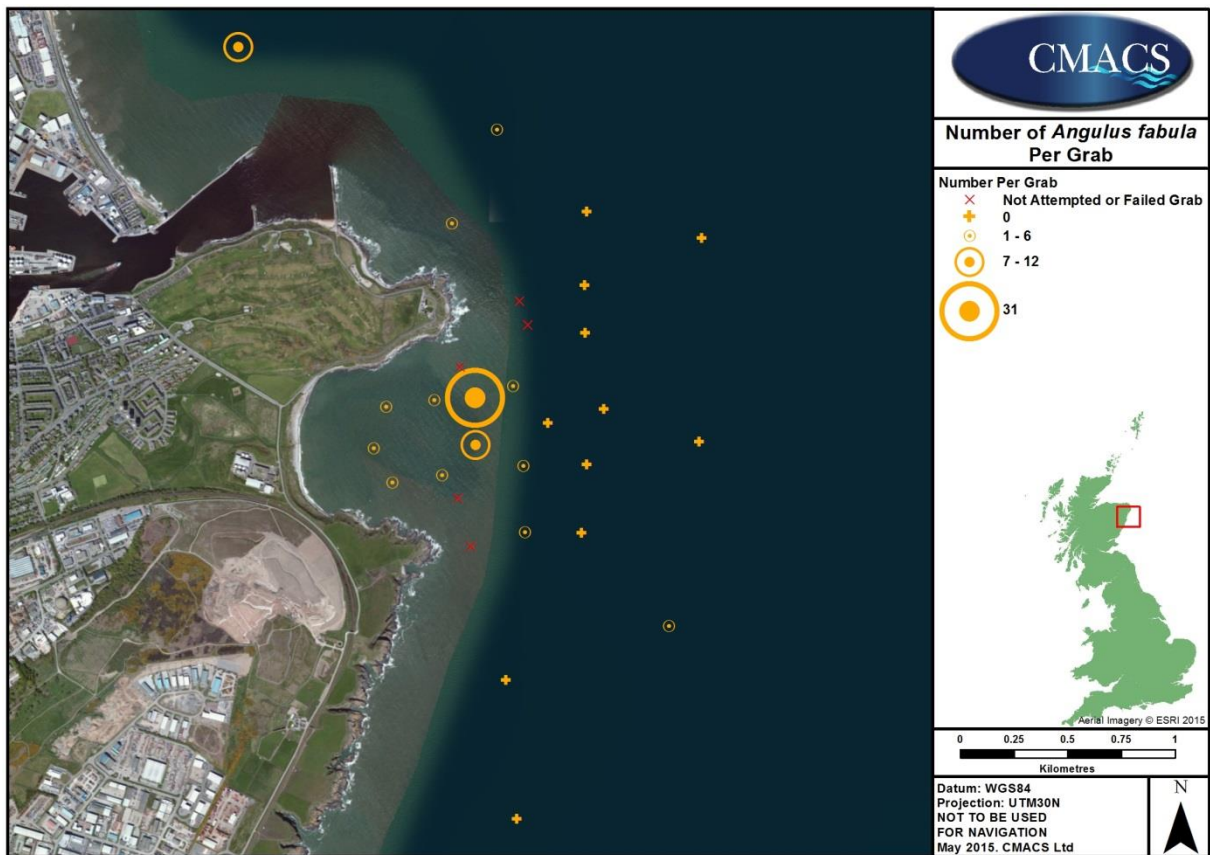 CMACS
Number of Angulus fabula
Per Grab
Number Per Grab
Not Attempted or Failed Grab
0
1 - 6
7 - 12
31
Aerial Imagery © ESRI 2015
0 0.25 0.5 0.75 1
Kilometres
Datum: WGS84
Projection: UTM30N
NOT TO BE USED
FOR NAVIGATION
May 2015. CMACS Ltd
N